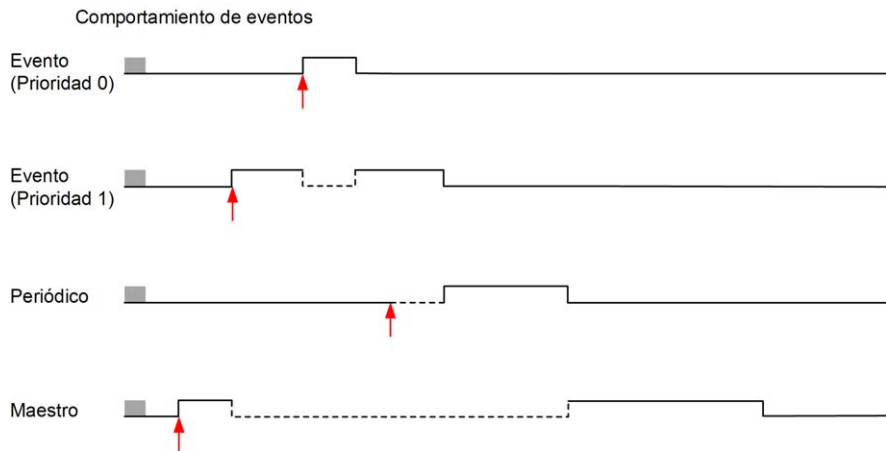 Comportamiento de eventos
Evento
(Prioridad 0)
Evento
(Prioridad 1)
Periódico
Maestro